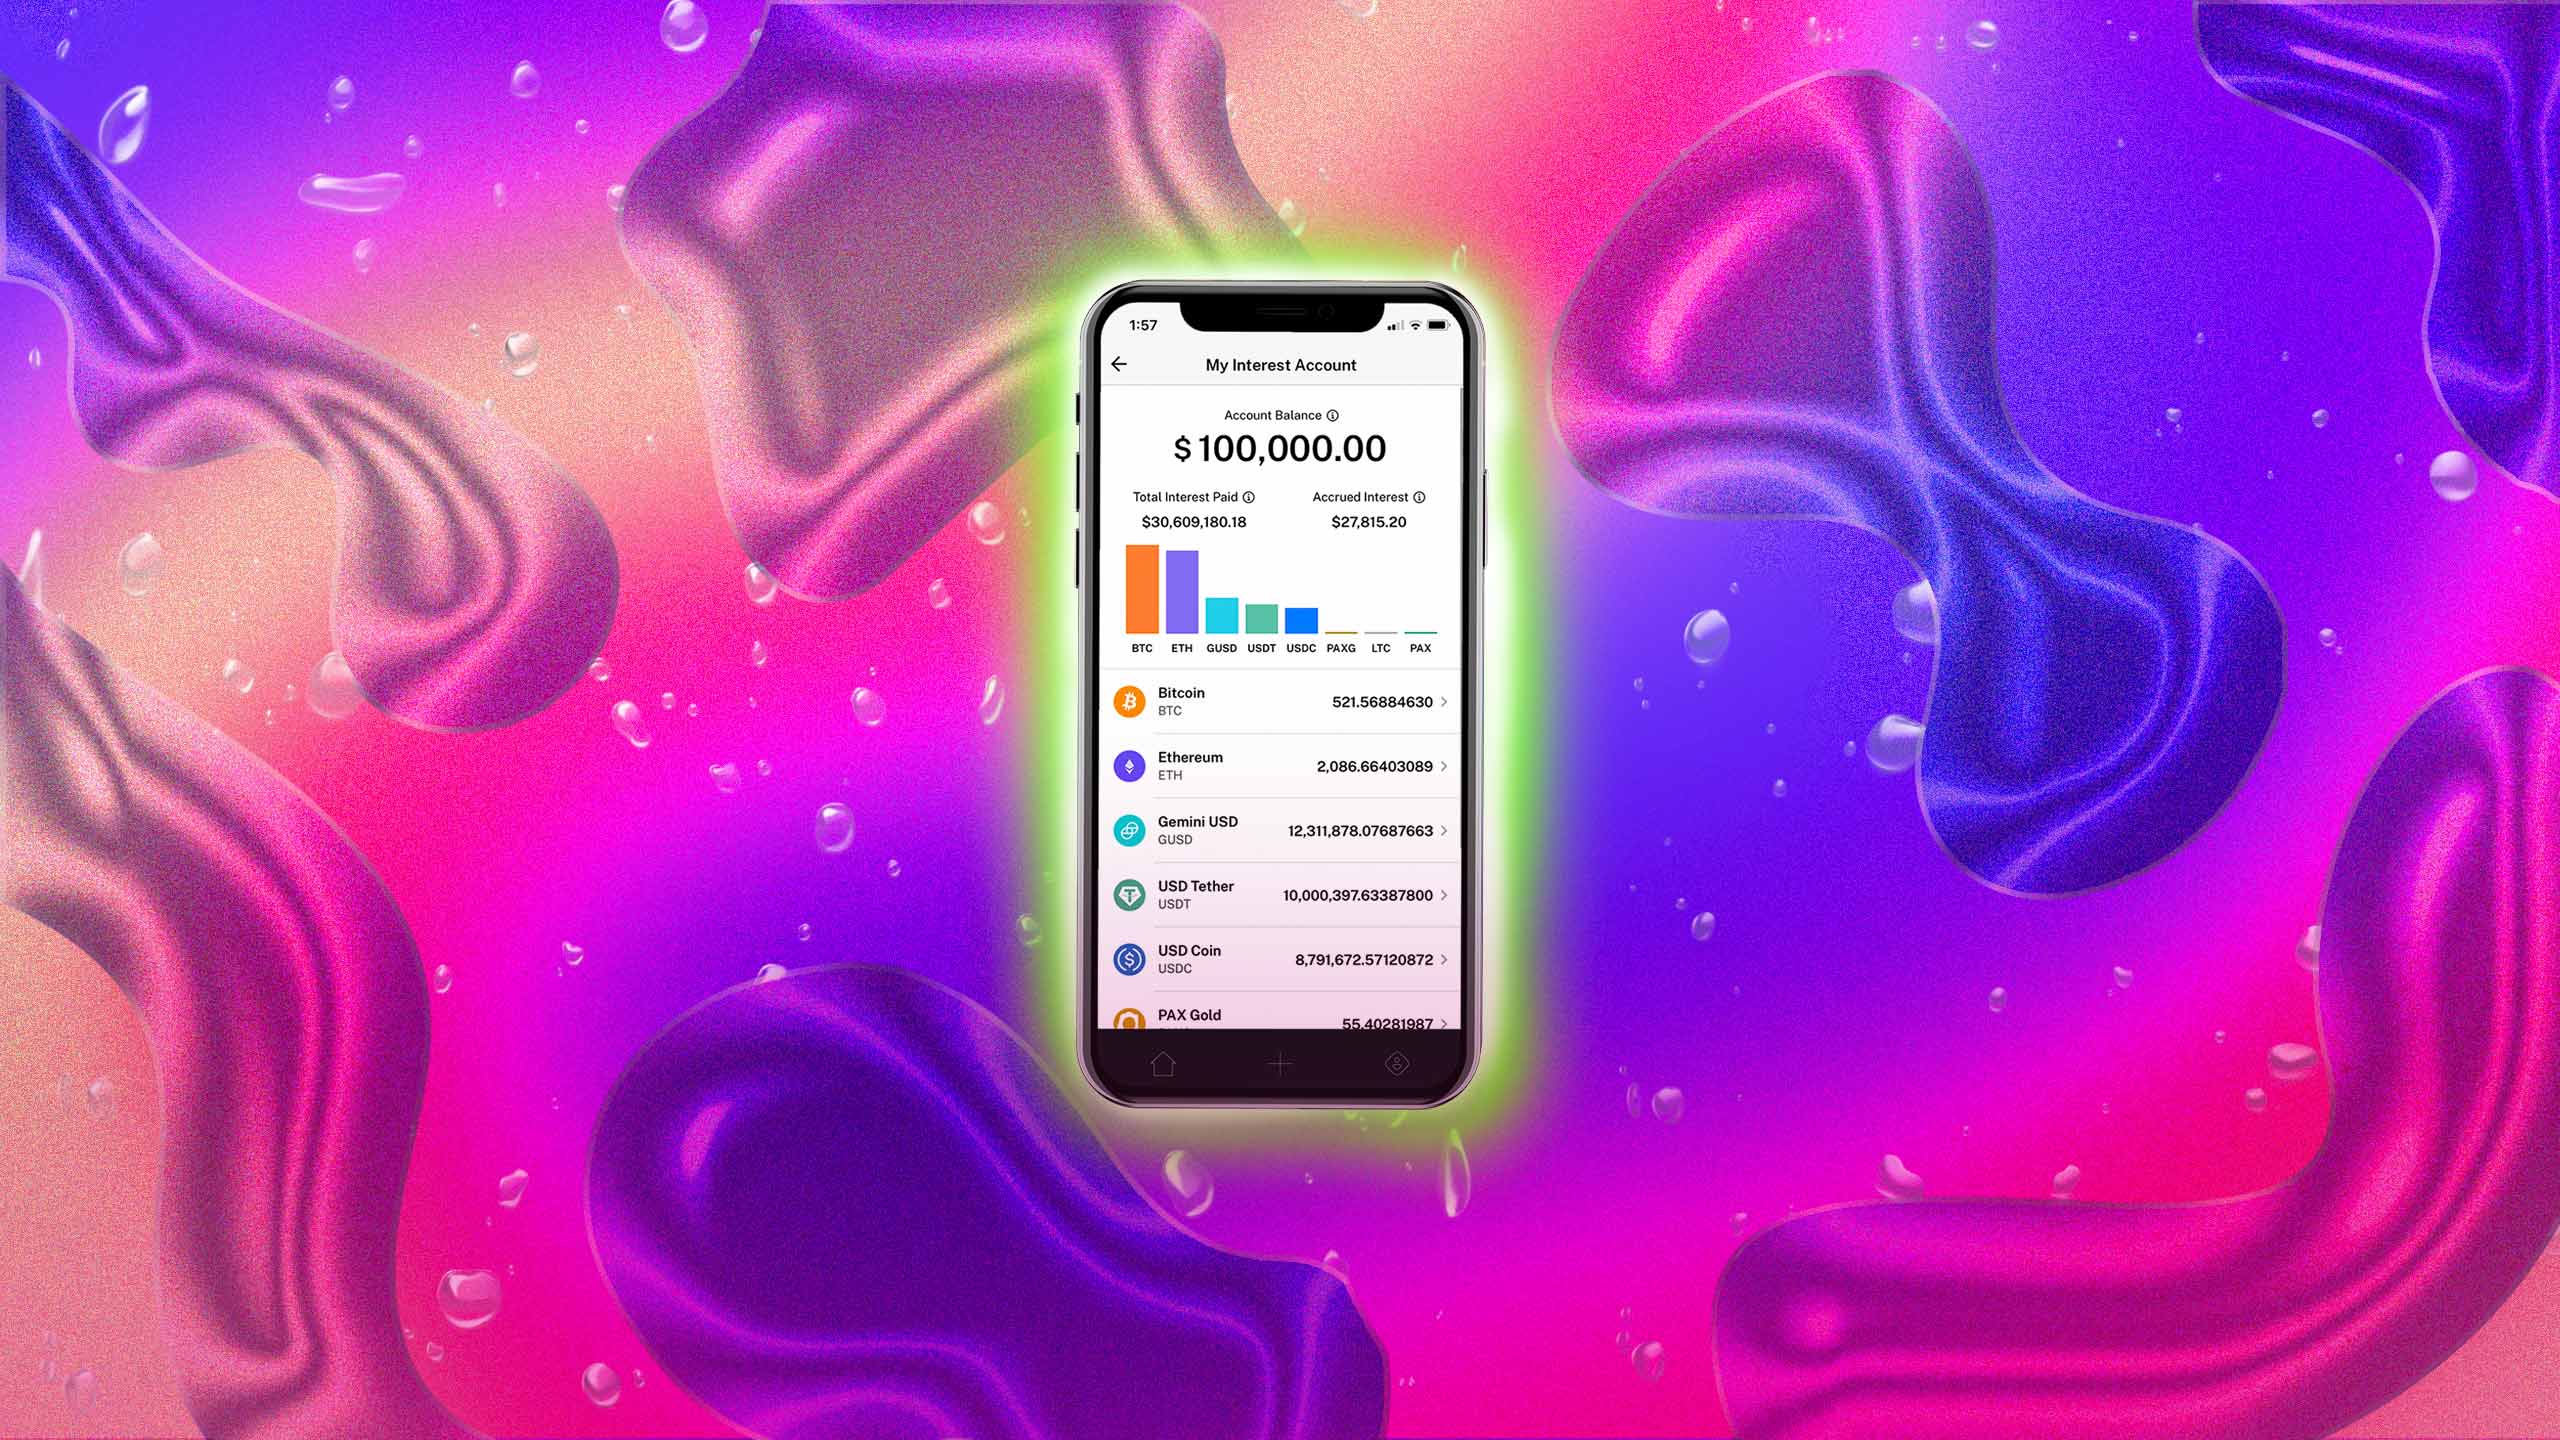 1:57
My Interest Account
Account Balance
$100,000.00
Total Interest Paid Accrued Interest
$30,609,180.18 $27,815.20
BTC ETH GUSD USDT USDC PAXG LTC PAX
Bitcoin
BTC
521.56884630
Ethereum
ETH
2,086.66403089
Gemini USD
GUSD
12,311,878.07687663
USD Tether
USDT
10,000,397.63387800
USD Coin
USDC
8,791,672.57120872
PAX Gold
55.40281987